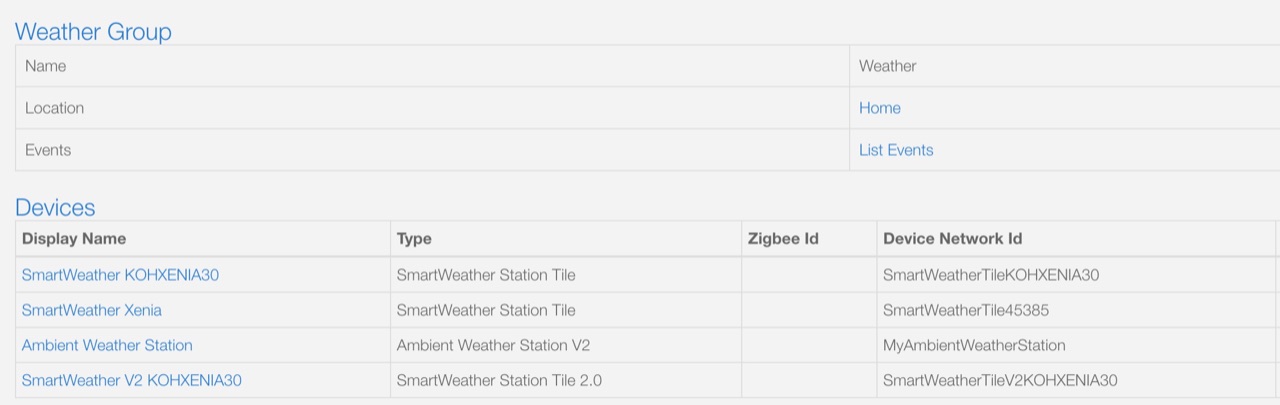 Weather Group
Name Weather
Location Home
Events List Events
Devices
Display Name Type Zigbee Id Device Network Id
SmartWeather KOHXENIA30 SmartWeather Station Tile SmartWeatherTileKOHXENIA30
SmartWeather Xenia SmartWeather Station Tile SmartWeatherTile45385
Ambient Weather Station Ambient Weather Station V2 MyAmbientWeatherStation
SmartWeather V2 KOHXENIA30 SmartWeather Station Tile 2.0 SmartWeatherTileV2KOHXENIA30